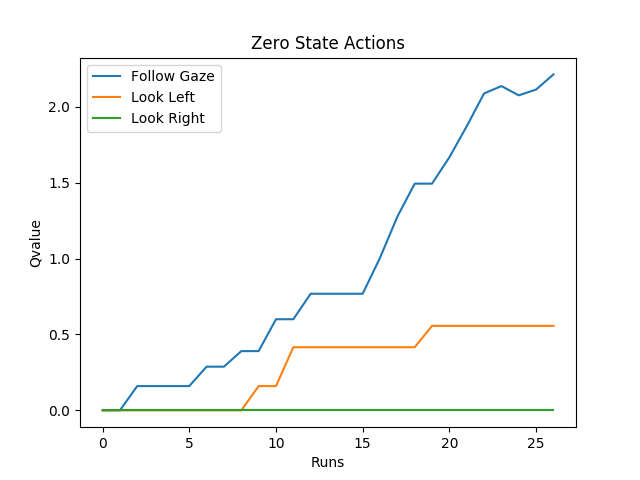 Zero State Actions
Follow Gaze
Look Left
Look Right
Qvalue
2.0
1.5
1.0
0.5
0.0
0 5 10 15 20 25
Runs